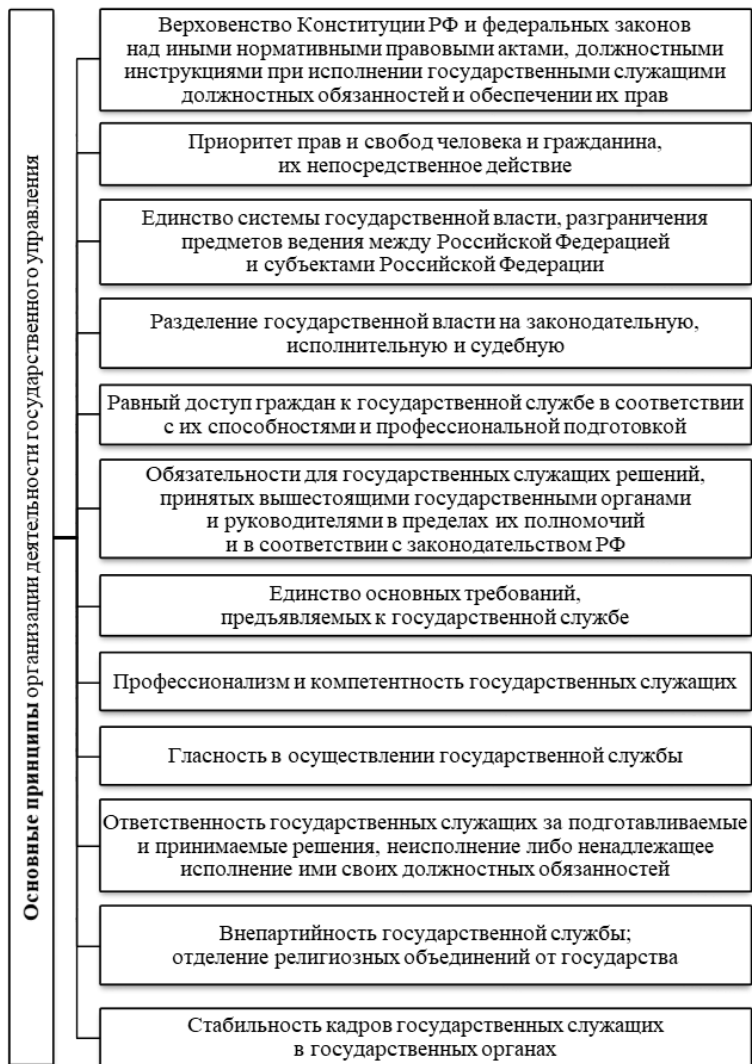 Основные принципы организации деятельности государственного управления
Верховенство Конституции РФ и федеральных законов
над иными нормативными правовыми актами, должностными
инструкциями при исполнении государственными служащими
должностных обязанностей и обеспечении их прав
Приоритет прав и свобод человека и гражданина,
их непосредственное действие
Единство системы государственной власти, разграничения
предметов ведения между Российской Федерацией
и субъектами Российской Федерации
Разделение государственной власти на законодательную,
исполнительную и судебную
Равный доступ граждан к государственной службе в соответствии
с их способностями и профессиональной подготовкой
Обязательности для государственных служащих решений,
принятых вышестоящими государственными органами
и руководителями в пределах их полномочий
и в соответствии с законодательством РФ
Единство основных требований,
предъявляемых к государственной службе
Профессионализм и компетентность государственных служащих
Гласность в осуществлении государственной службы
Ответственность государственных служащих за подготавливаемые
и принимаемые решения, неисполнение либо ненадлежащее
исполнение ими своих должностных обязанностей
Внепартийность государственной службы;
отделение религиозных объединений от государства
Стабильность кадров государственных служащих
в государственных органах